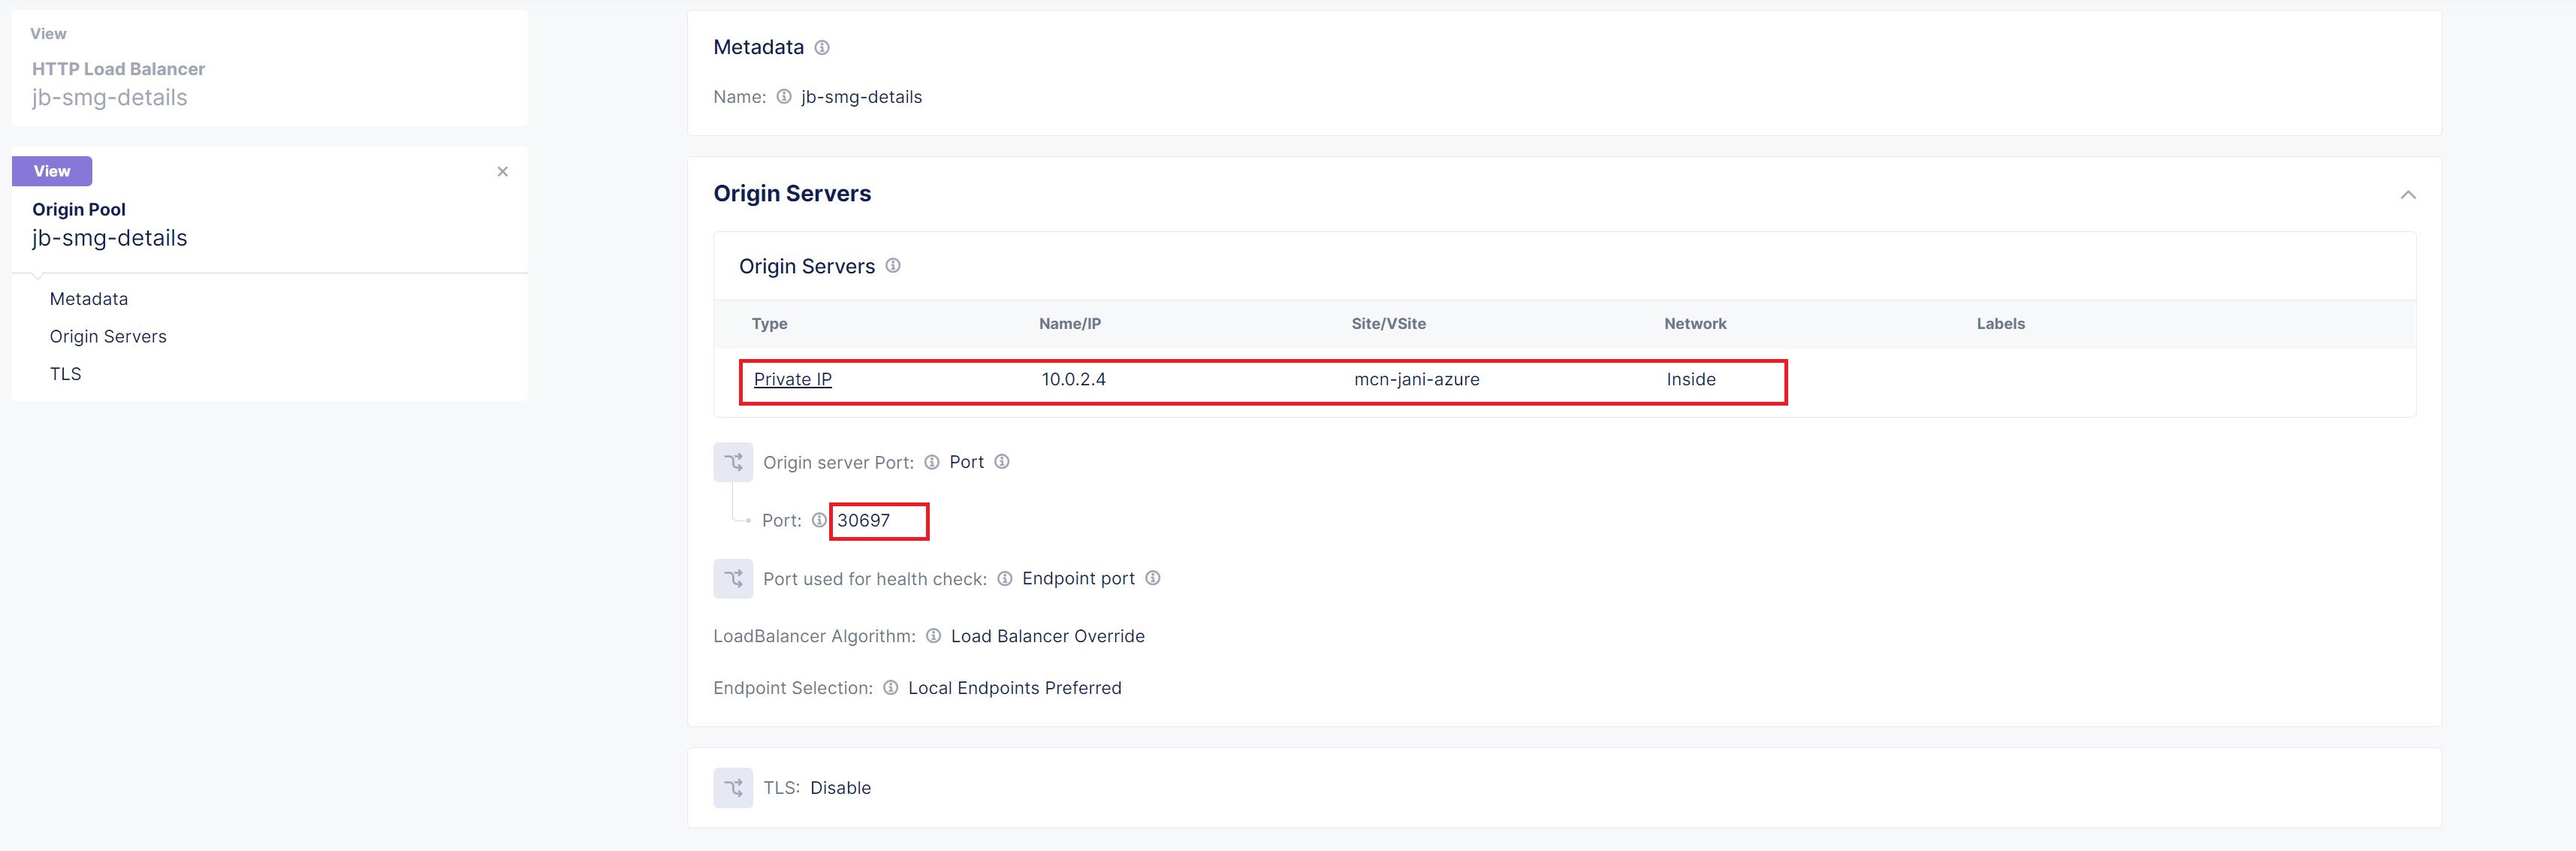 View
HTTP Load Balancer
jb-smg-details
View
Origin Pool
jb-smg-details
Metadata
Origin Servers
TLS
Metadata
Name: jb-smg-details
Origin Servers
Origin Servers
Type Name/IP Site/VSite Network Labels
Private IP 10.0.2.4 mcn-jani-azure Inside
Origin server Port: Port
Port: 30697
Port used for health check: Endpoint port
LoadBalancer Algorithm: Load Balancer Override
Endpoint Selection: Local Endpoints Preferred
TLS: Disable